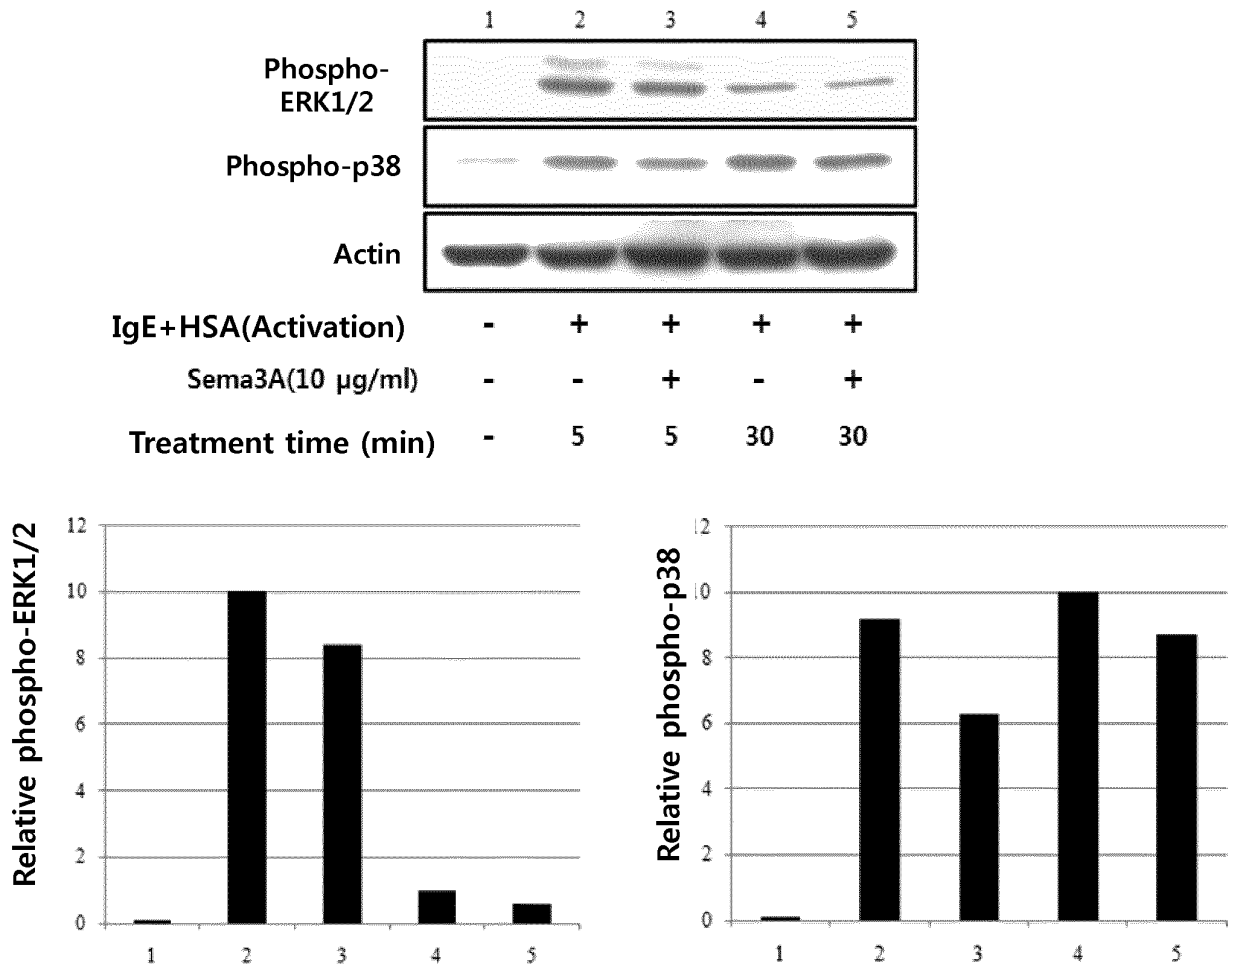 1 2 3 4 5
Phospho-
ERK1/2
Phospho-p38
Actin
IgE+HSA(Activation) - + + + +
Sema3A(10 μg/ml) - - + - +
Treatment time (min) - 5 5 30 30
Relative phospho-ERK1/2
12
10
8
6
4
2
0
1 2 3 4 5
Relative phospho-p38
12
10
8
6
4
2
0
1 2 3 4 5